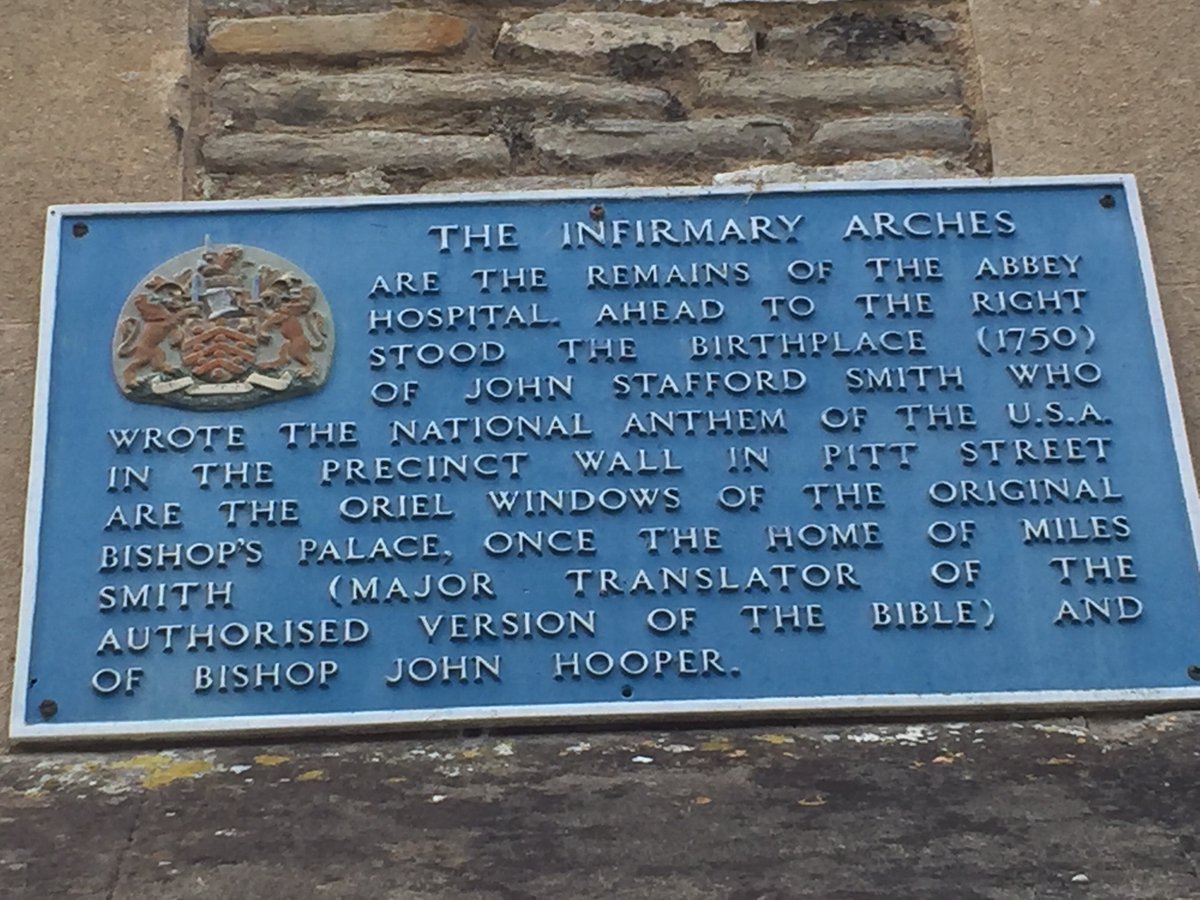 THE INFIRMARY ARCHES
ARE THE REMAINS OF THE ABBEY
HOSPITAL. AHEAD TO THE RIGHT
STOOD THE BIRTHPLACE (1750)
OF JOHN STAFFORD SMITH WHO
WROTE THE NATIONAL ANTHEM OF THE U.S.A.
IN THE PRECINCT WALL IN PITT STREET
ARE THE ORIEL WINDOWS OF THE ORIGINAL
BISHOP'S PALACE, ONCE THE HOME OF MILES
SMITH (MAJOR TRANSLATOR OF THE
AUTHORISED VERSION OF THE BIBLE) AND
OF BISHOP JOHN HOOPER.